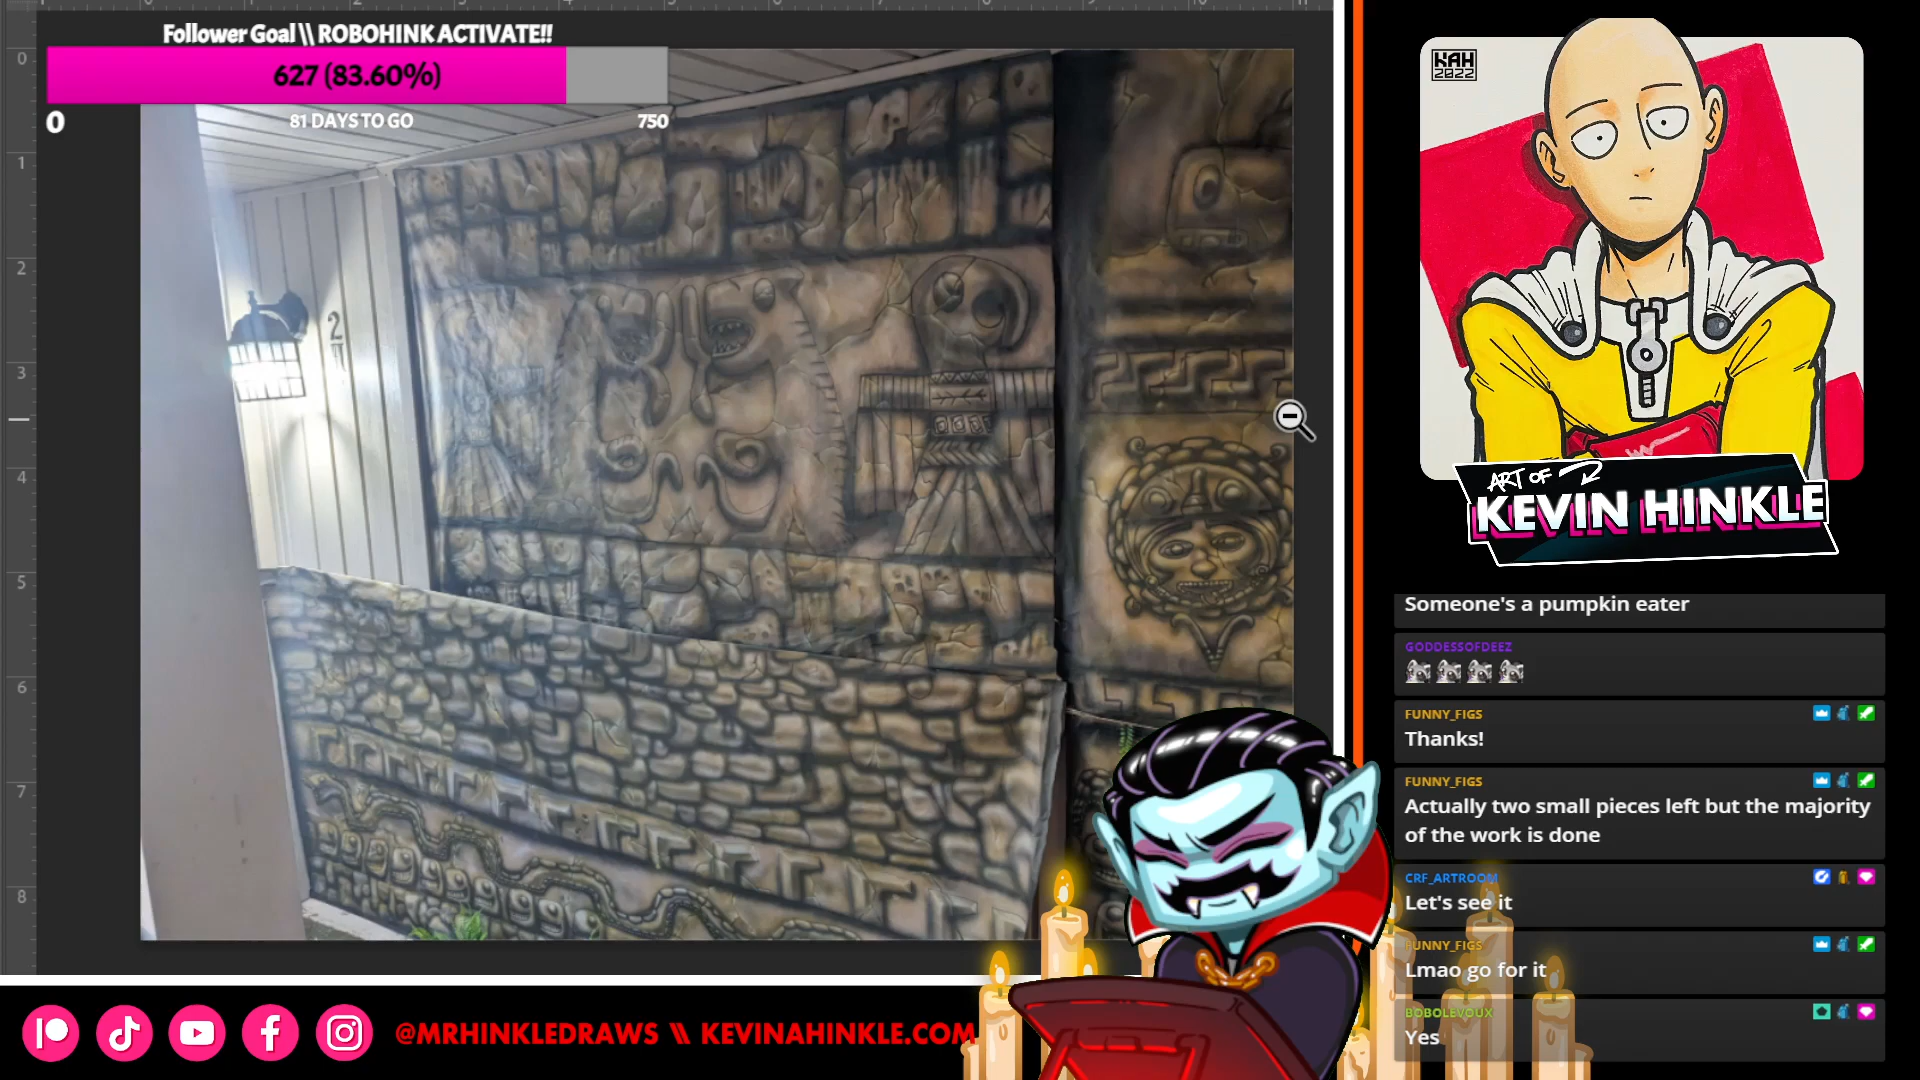 Follower Goal \\ ROBOHINK ACTIVATE!!
627 (83.60%)
0
81 DAYS TO GO
750
0
1
2
3
4
5
6
7
8
2
KAH
2022
ART OF
KEVIN HINKLE
Someone's a pumpkin eater
GODDESSOFDEEZ
FUNNY_FIGS
Thanks!
FUNNY_FIGS
Actually two small pieces left but the majority
of the work is done
CRF_ARTROOM
Let's see it
FUNNY_FIGS
Lmao go for it
BOBOLEVOUX
Yes
@MRHINKLEDRAWS \\ KEVINAHINKLE.COM